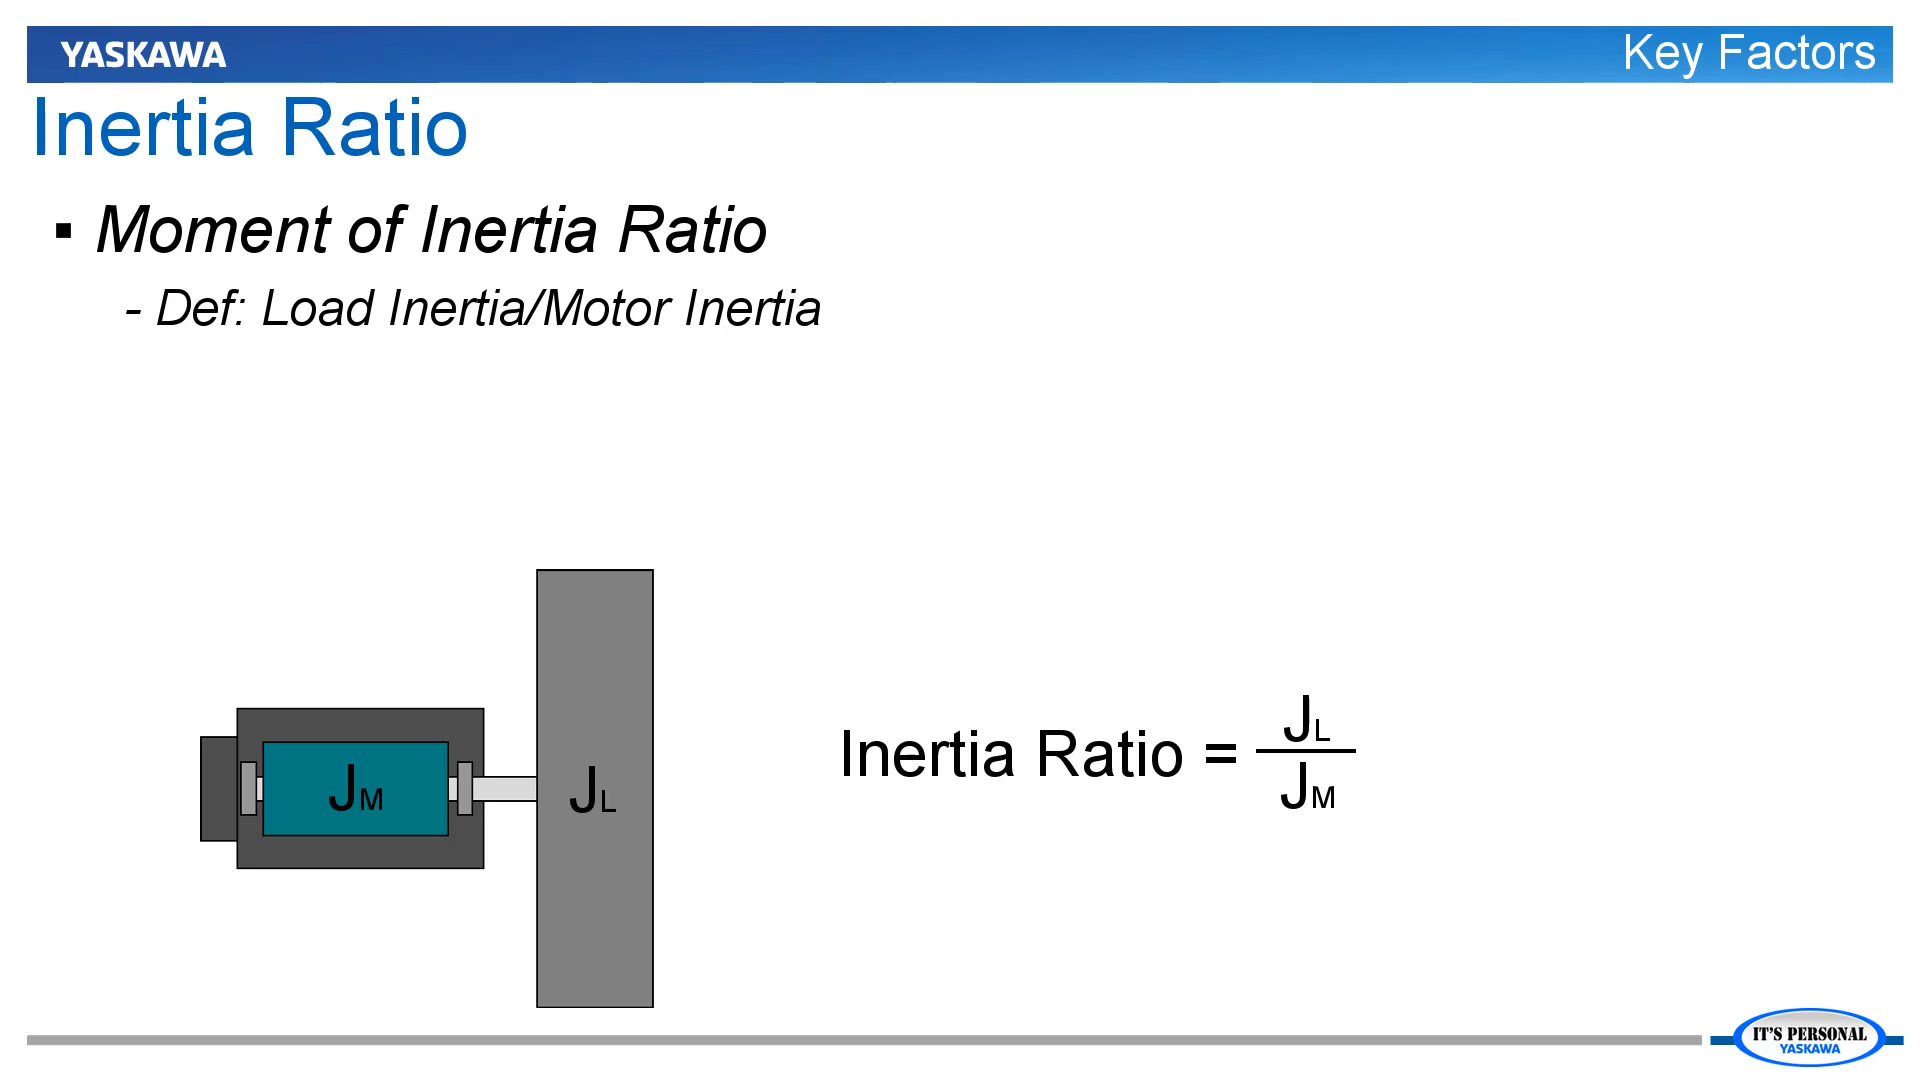 YASKAWA
Key Factors
Inertia Ratio
▪ Moment of Inertia Ratio
- Def: Load Inertia/Motor Inertia
JM
JL
Inertia Ratio = JL
JM
IT'S PERSONAL
YASKAWA